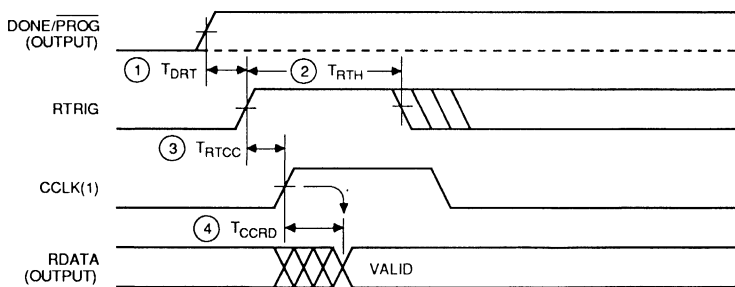 DONE/PROG
(OUTPUT)
1 TDRT
2 TRTH
RTRIG
3 TRTCC
CCLK(1)
4 TCCRD
RDATA
(OUTPUT)
VALID